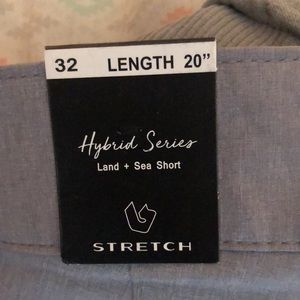 32 LENGTH 20”
Hybrid Series
Land + Sea Short
STRETCH